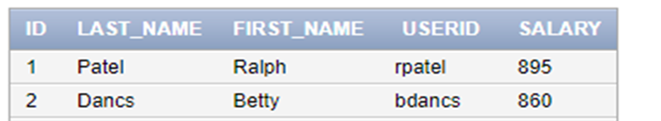 ID LAST_NAME FIRST_NAME USERID SALARY
1 Patel Ralph rpatel 895
2 Dancs Betty bdancs 860